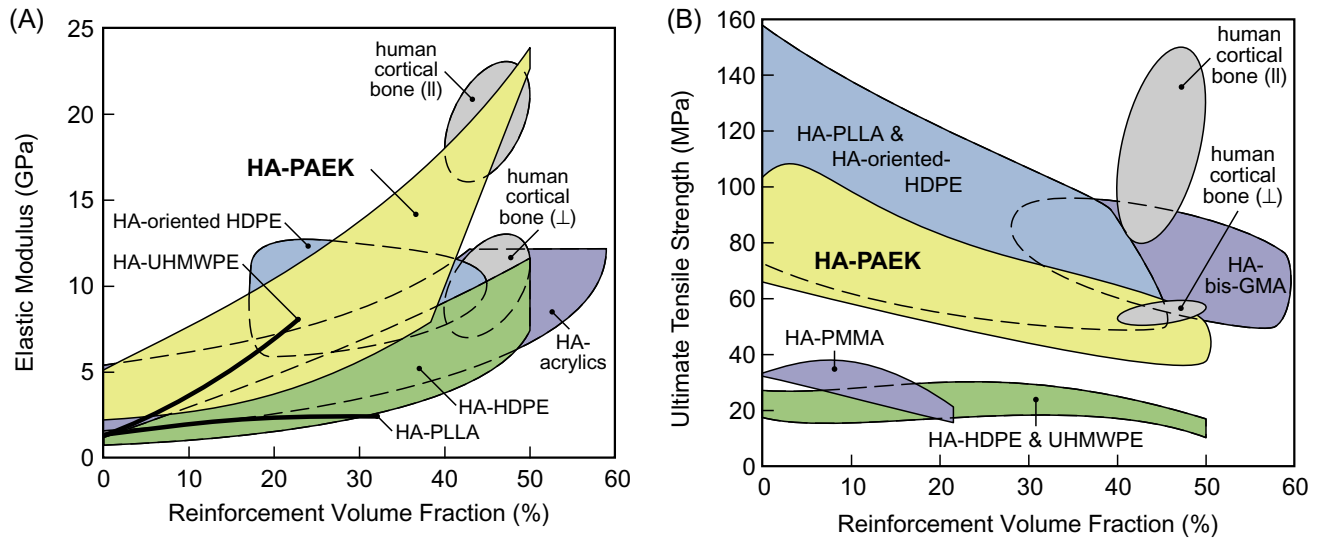 (A)
25
20
15
10
5
0
Elastic Modulus (GPa)
0
10
20
30
40
50
60
Reinforcement Volume Fraction (%)
human
cortical
bone (ǁ)
HA-PAEK
human
cortical
bone (⊥)
HA-oriented HDPE
HA-UHMWPE
HA-
acrylics
HA-HDPE
HA-PLLA
(B)
160
140
120
100
80
60
40
20
0
Ultimate Tensile Strength (MPa)
0
10
20
30
40
50
60
Reinforcement Volume Fraction (%)
human
cortical
bone (ǁ)
HA-PLLA &
HA-oriented-
HDPE
human
cortical
bone (⊥)
HA-PAEK
HA-
bis-GMA
HA-PMMA
HA-HDPE & UHMWPE